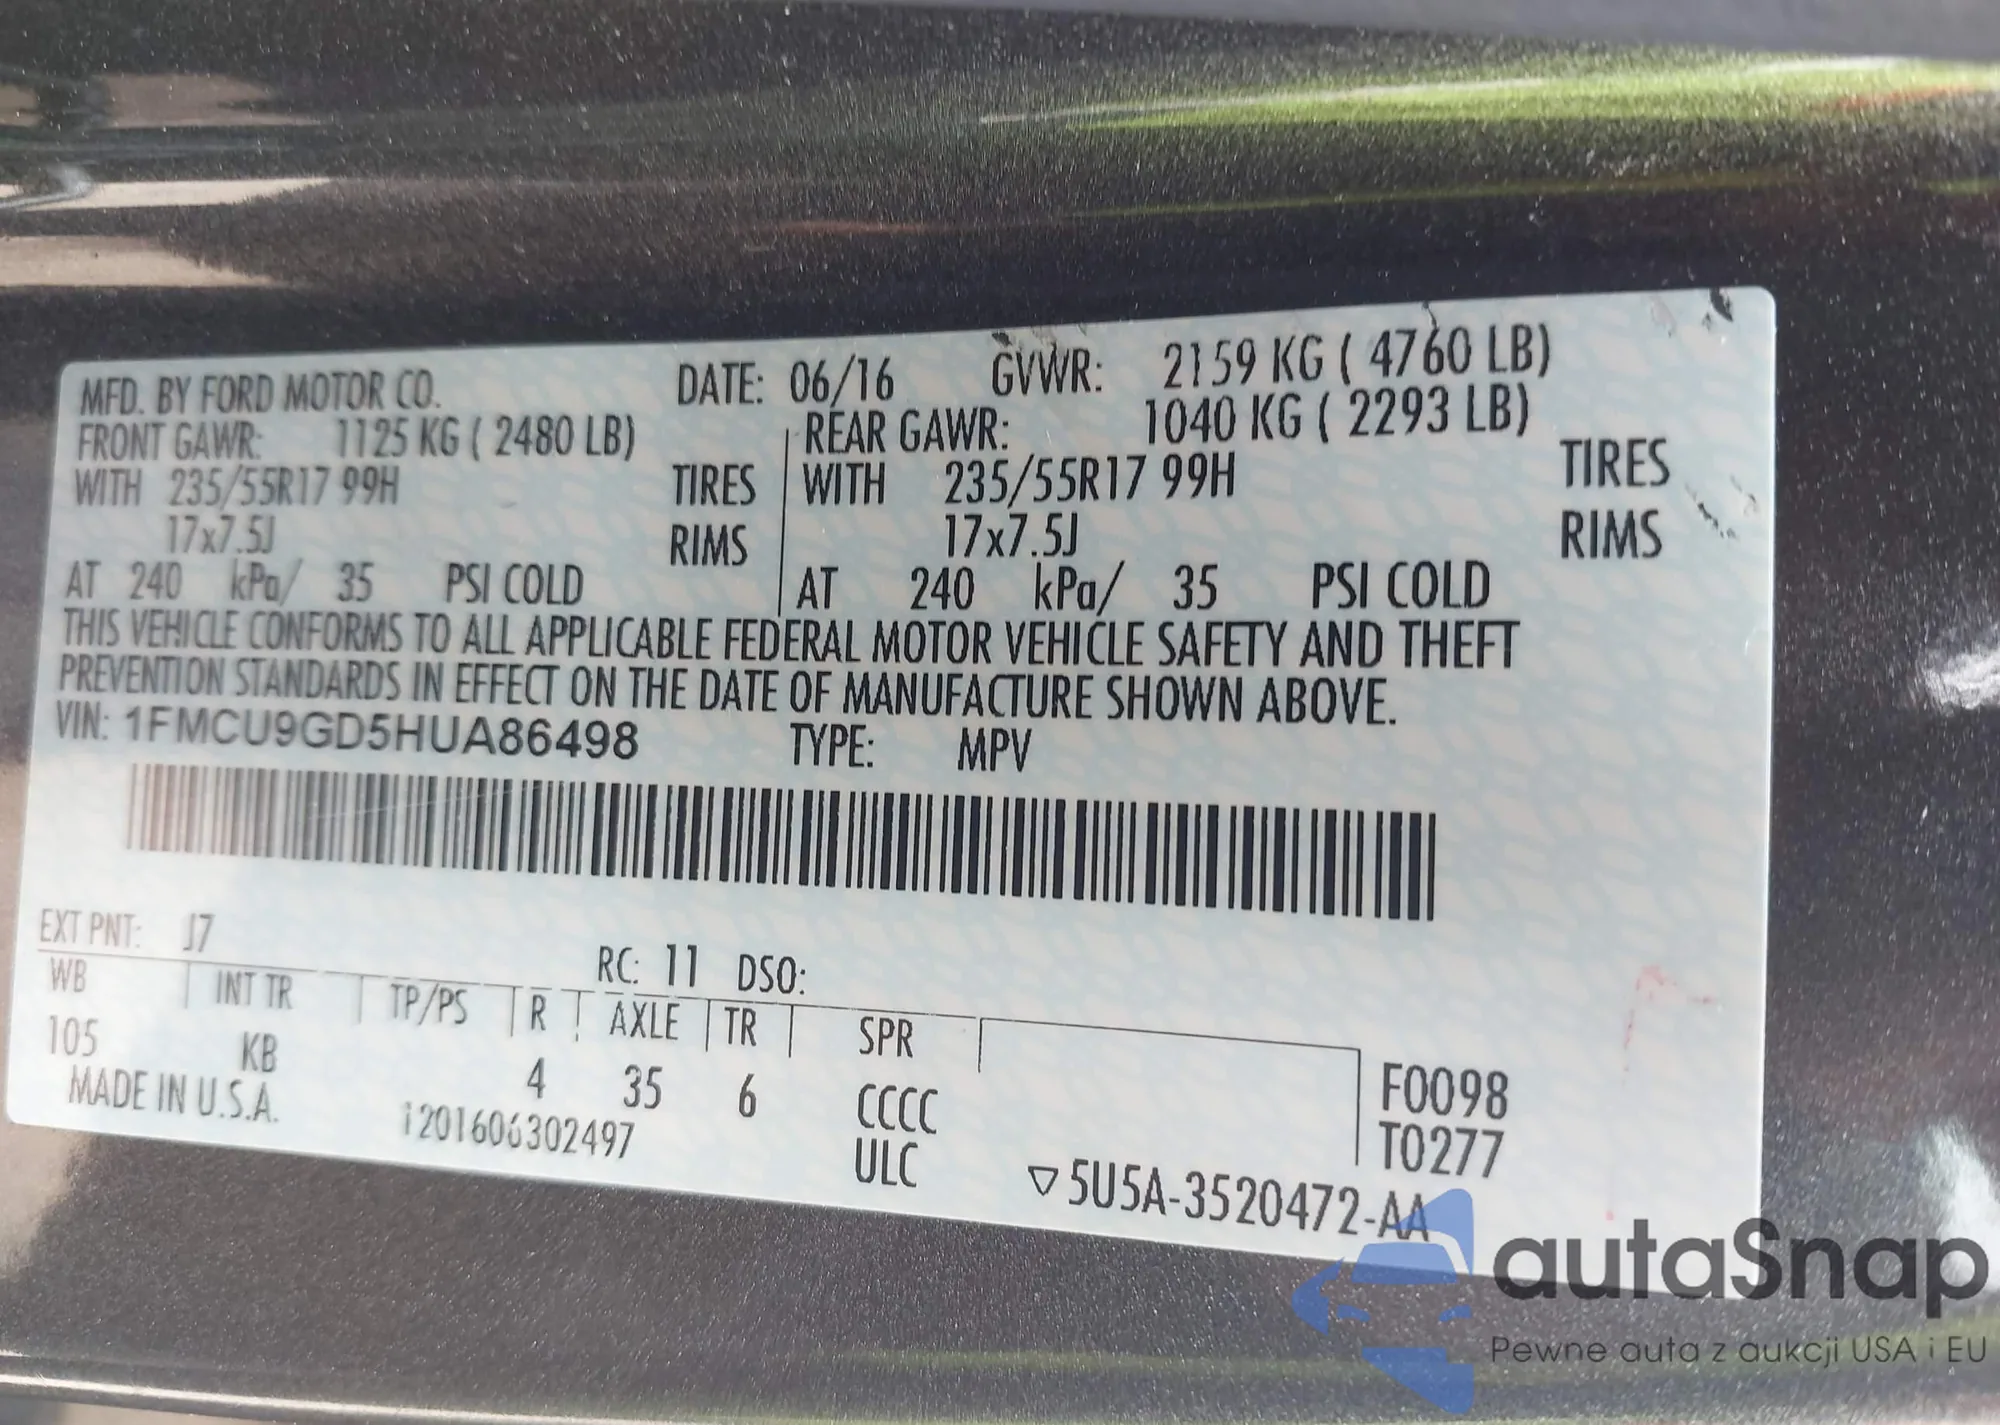 MFD. BY FORD MOTOR CO. DATE: 06/16 GVWR: 2159 KG ( 4760 LB)
FRONT GAWR: 1125 KG ( 2480 LB) REAR GAWR: 1040 KG ( 2293 LB)
WITH 235/55R17 99H TIRES WITH 235/55R17 99H TIRES
17x7.5J RIMS 17x7.5J RIMS
AT 240 kPa/ 35 PSI COLD AT 240 kPa/ 35 PSI COLD
THIS VEHICLE CONFORMS TO ALL APPLICABLE FEDERAL MOTOR VEHICLE SAFETY AND THEFT
PREVENTION STANDARDS IN EFFECT ON THE DATE OF MANUFACTURE SHOWN ABOVE.
VIN: 1FMCU9GD5HUA86498 TYPE: MPV
EXT PNT: J7 RC: 11 DSO:
WB INT TR TP/PS R AXLE TR SPR
105 KB 4 35 6 CCCC F0098
MADE IN U.S.A. 1201606302497 ULC T0277
▽5U5A-3520472-AA
autaSnap
Pewne auta z aukcji USA i EU